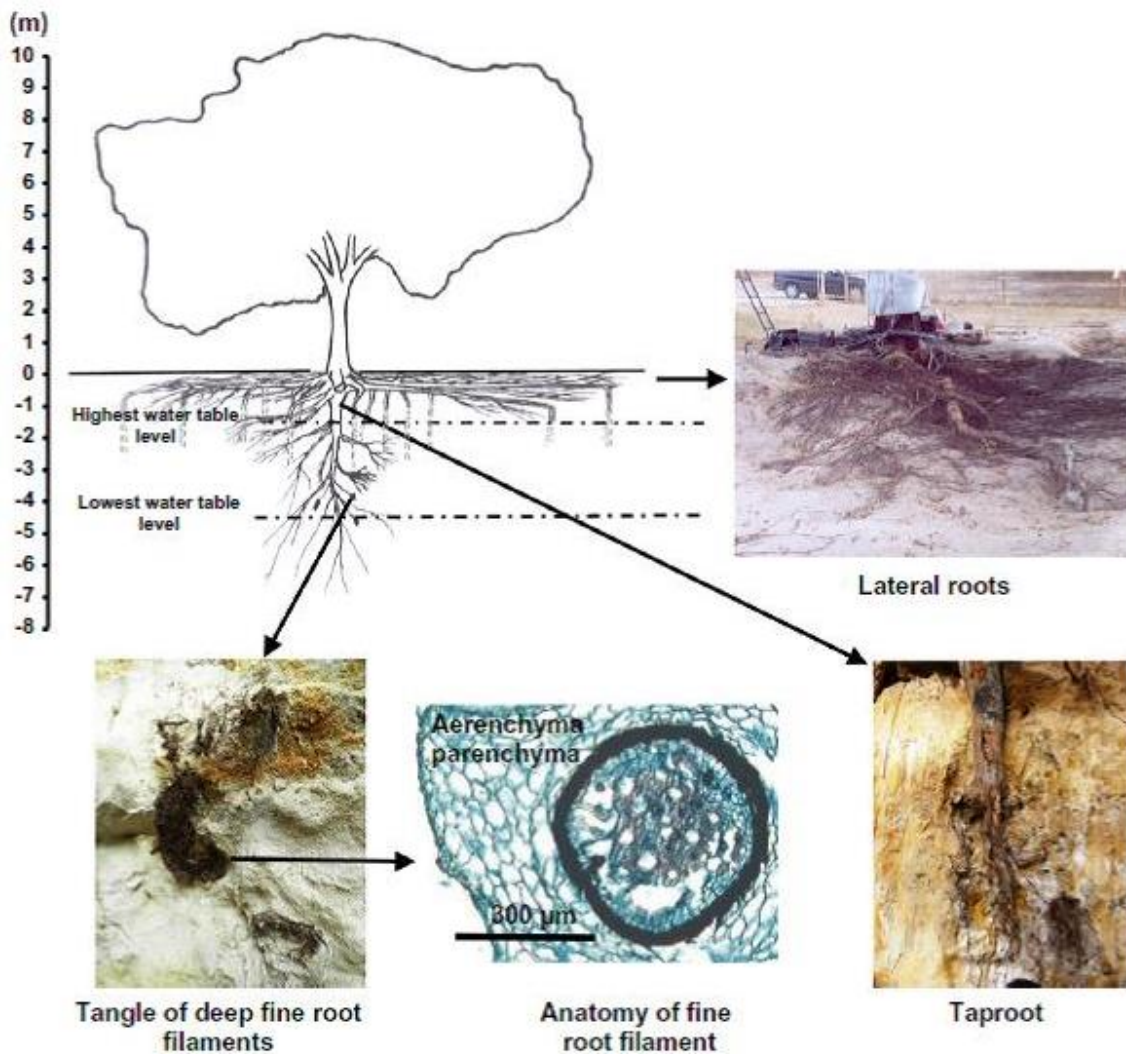 (m)
10
9
8
7
6
5
4
3
2
1
0
-1
-2
-3
-4
-5
-6
-7
-8
Highest water table
level
Lowest water table
level
Lateral roots
Aerenchyma
parenchyma
300 µm
Tangle of deep fine root
filaments
Anatomy of fine
root filament
Taproot